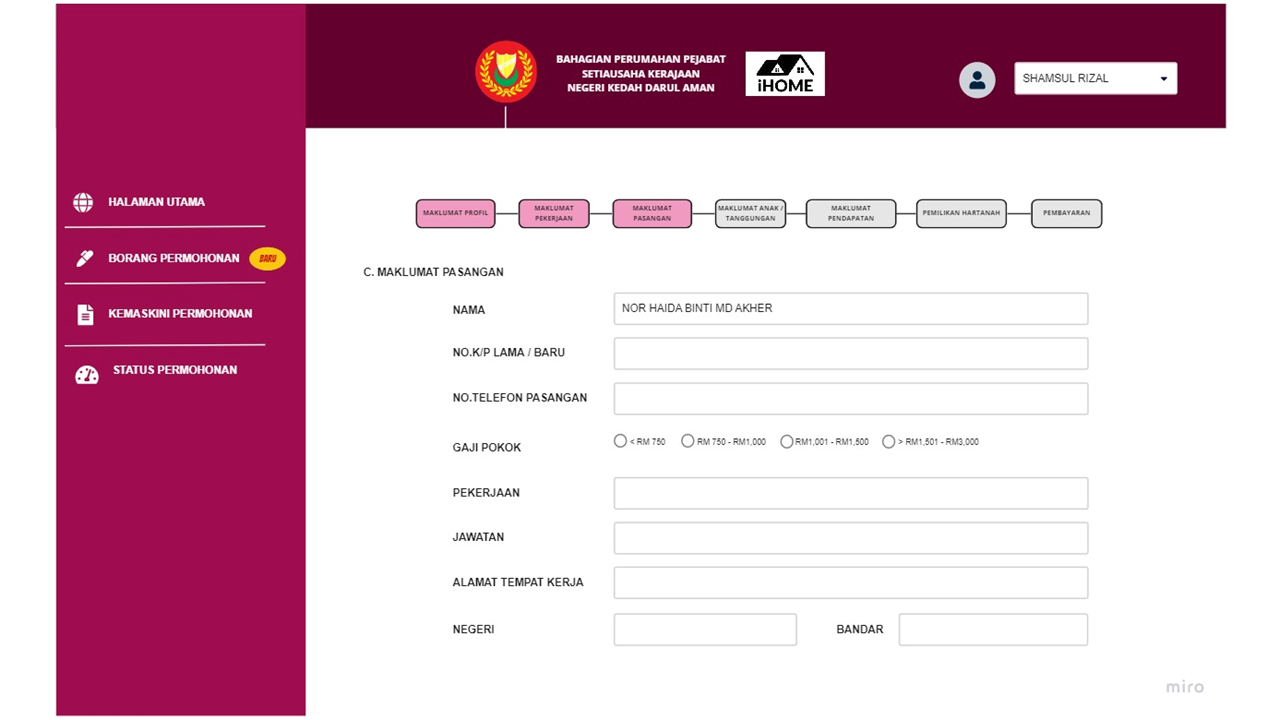 BAHAGIAN PERUMAHAN PEJABAT
SETIAUSAHA KERAJAAN
NEGERI KEDAH DARUL AMAN
iHOME
SHAMSUL RIZAL
HALAMAN UTAMA
BORANG PERMOHONAN
BARU
KEMASKINI PERMOHONAN
STATUS PERMOHONAN
MAKLUMAT PROFIL
MAKLUMAT
PEKERJAAN
MAKLUMAT
PASANGAN
MAKLUMAT ANAK /
TANGGUNGAN
MAKLUMAT
PENDAPATAN
PEMILIKAN HARTANAH
PEMBAYARAN
C. MAKLUMAT PASANGAN
NAMA
NOR HAIDA BINTI MD AKHER
NO.K/P LAMA / BARU
NO.TELEFON PASANGAN
GAJI POKOK
< RM 750
RM 750 - RM1,000
RM1,001 - RM1,500
> RM1,501 - RM3,000
PEKERJAAN
JAWATAN
ALAMAT TEMPAT KERJA
NEGERI
BANDAR
miro